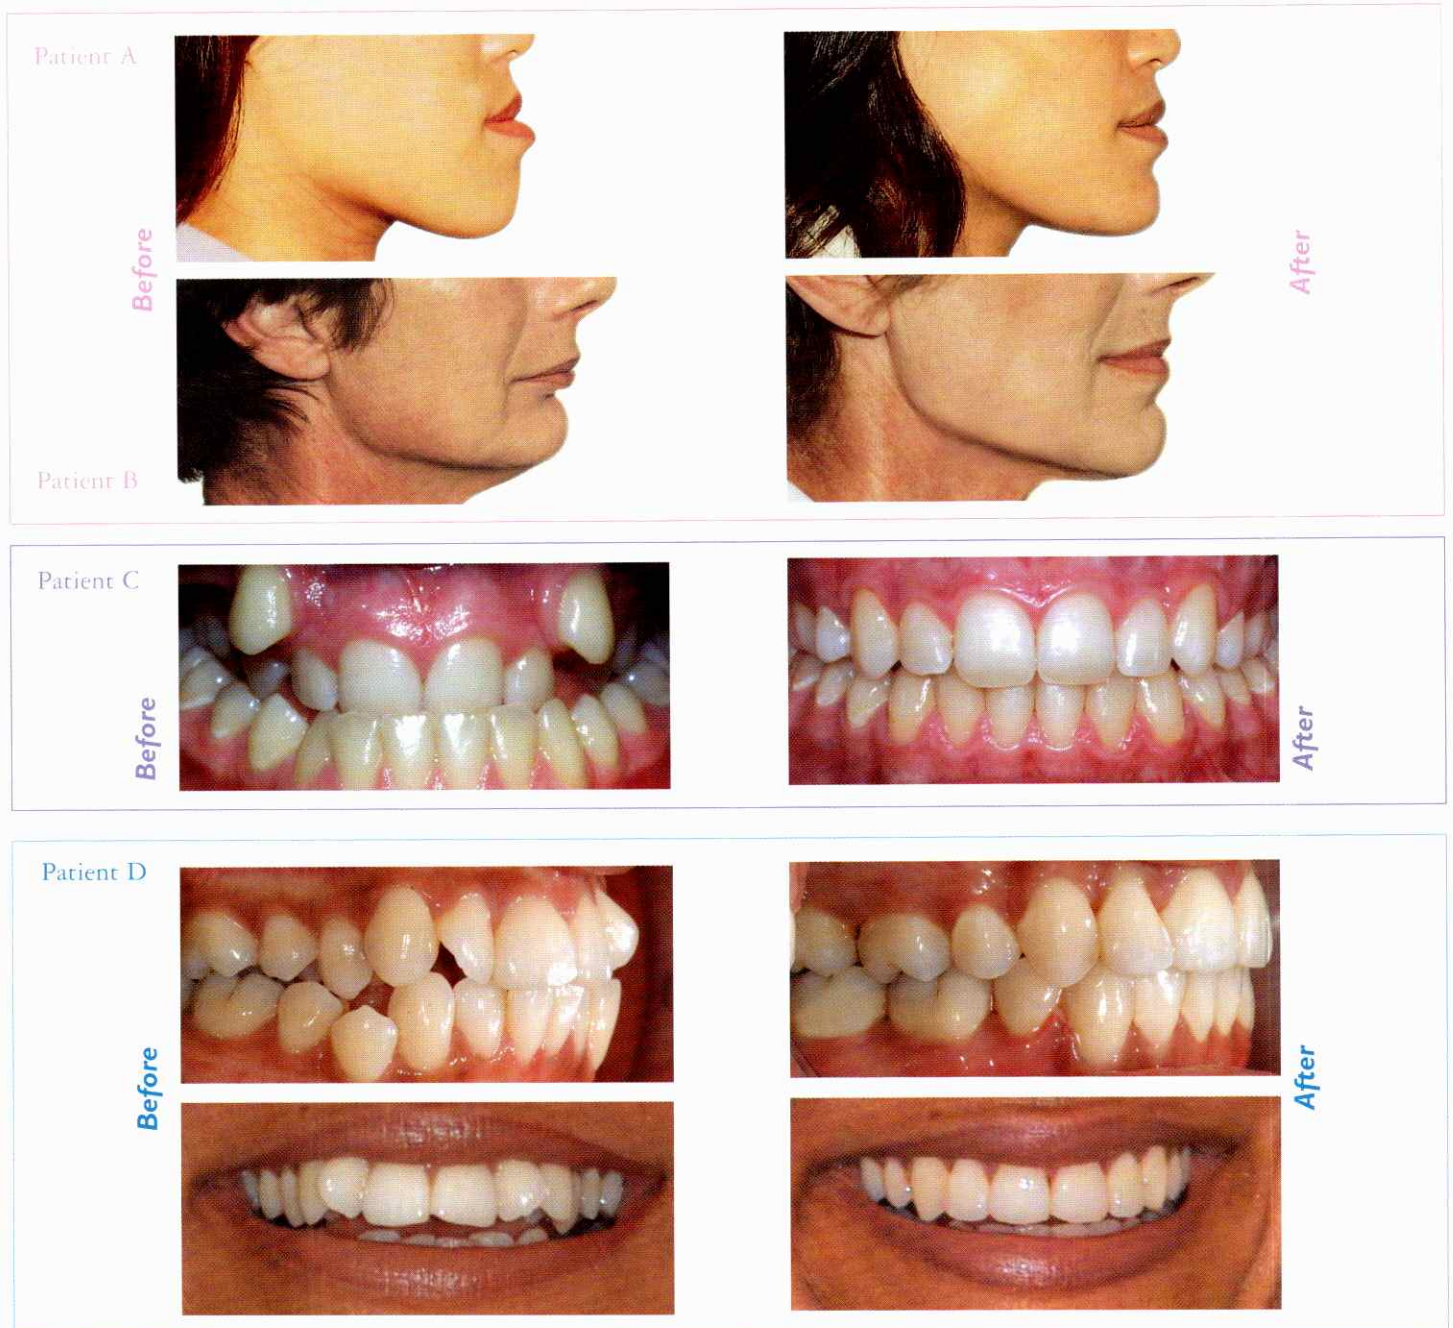 Patient A
Before
After
Patient B
Patient C
Before
After
Patient D
Before
After